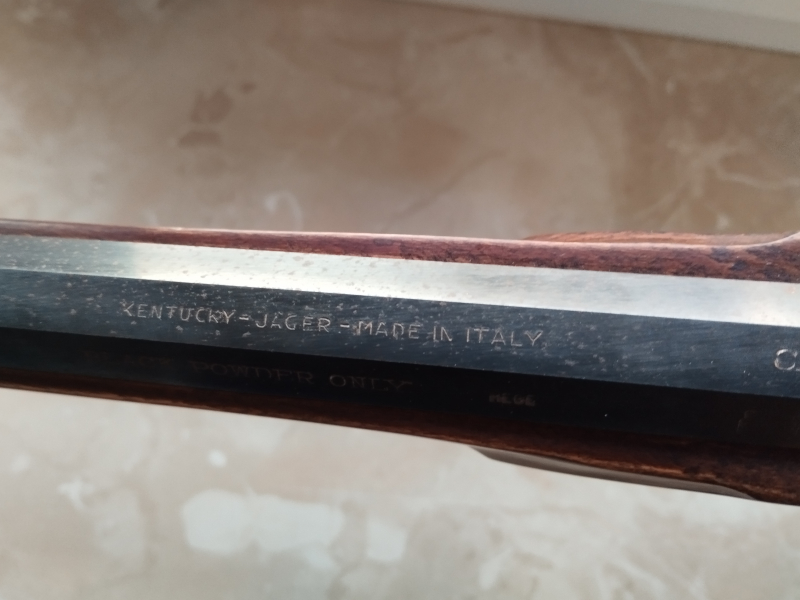 KENTUCKY-JAGER-MADE IN ITALY
POWDER ONLY